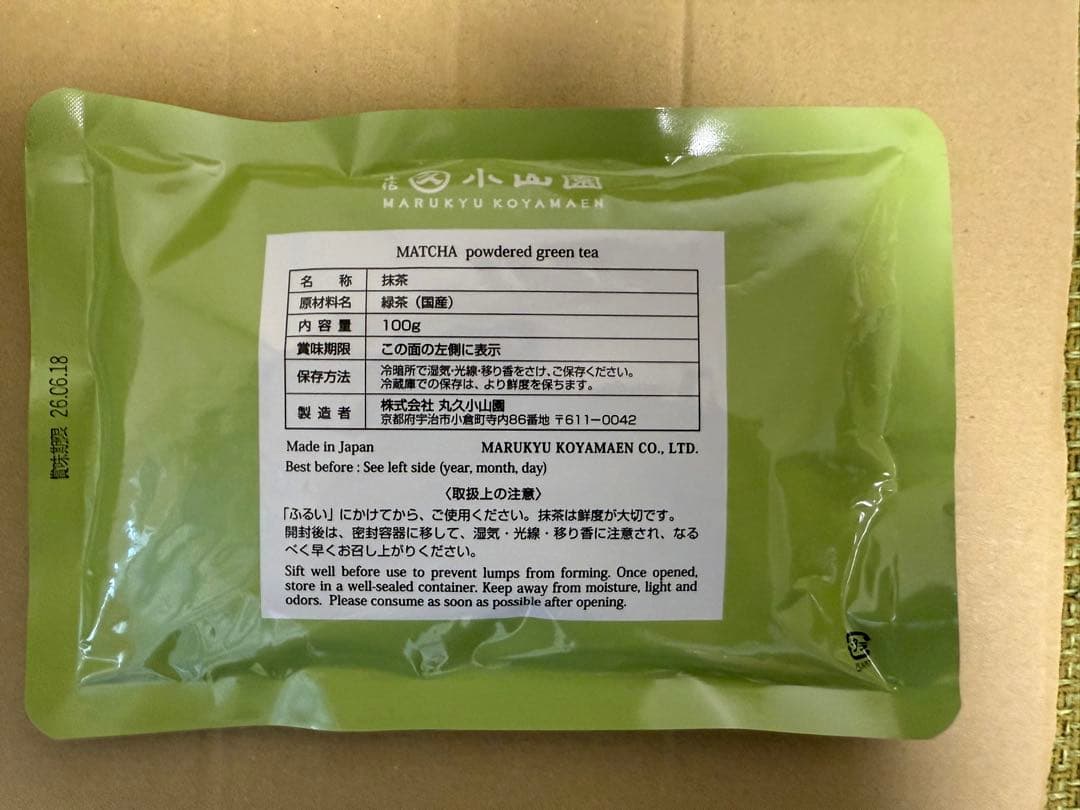 小山園
MARUKYU KOYAMAEN
MATCHA powdered green tea
名 称 抹茶
原材料名 緑茶（国産）
内容量 100g
賞味期限 この面の左側に表示
保存方法 冷暗所で湿気・光線・移り香をさけ、ご保存ください。
冷蔵庫での保存は、より鮮度を保ちます。
製造者 株式会社 丸久小山園
京都府宇治市小倉町寺内86番地 〒611-0042
Made in Japan MARUKYU KOYAMAEN CO., LTD.
Best before : See left side (year, month, day)
〈取扱上の注意〉
「ふるい」にかけてから、ご使用ください。抹茶は鮮度が大切です。
開封後は、密封容器に移して、湿気・光線・移り香に注意され、なる
べく早くお召し上がりください。
Sift well before use to prevent lumps from forming. Once opened,
store in a well-sealed container. Keep away from moisture, light and
odors. Please consume as soon as possible after opening.
賞味期限 26.06.18
プラ